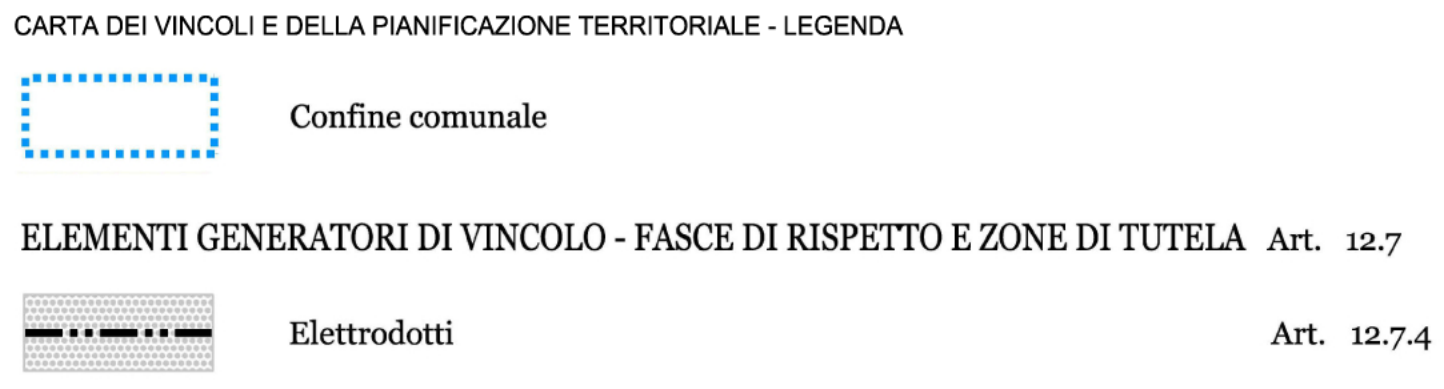 CARTA DEI VINCOLI E DELLA PIANIFICAZIONE TERRITORIALE - LEGENDA
Confine comunale
ELEMENTI GENERATORI DI VINCOLO - FASCE DI RISPETTO E ZONE DI TUTELA Art. 12.7
Elettrodotti Art. 12.7.4